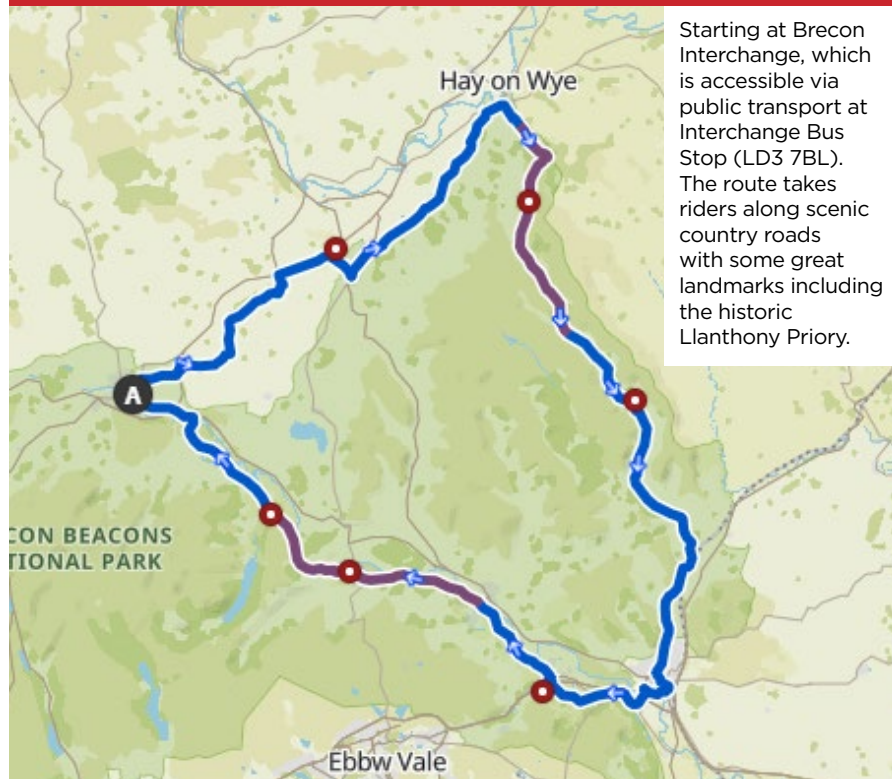 Starting at Brecon
Interchange, which
is accessible via
public transport at
Interchange Bus
Stop (LD3 7BL).
The route takes
riders along scenic
country roads
with some great
landmarks including
the historic
Llanthony Priory.
Hay on Wye
A
CON BEACONS
TIONAL PARK
Ebbw Vale